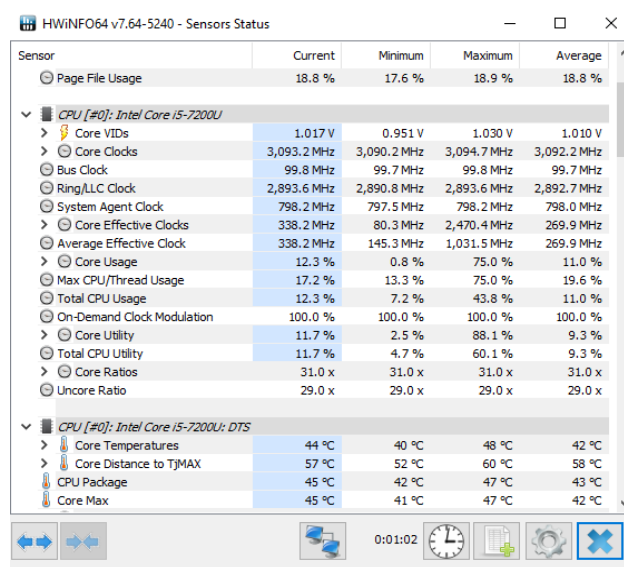 HWiNFO64 v7.64-5240 - Sensors Status
Sensor Current Minimum Maximum Average
Page File Usage 18.8 % 17.6 % 18.9 % 18.8 %
CPU [#0]: Intel Core i5-7200U
Core VIDs 1.017 V 0.951 V 1.030 V 1.010 V
Core Clocks 3,093.2 MHz 3,090.2 MHz 3,094.7 MHz 3,092.2 MHz
Bus Clock 99.8 MHz 99.7 MHz 99.8 MHz 99.7 MHz
Ring/LLC Clock 2,893.6 MHz 2,890.8 MHz 2,893.6 MHz 2,892.7 MHz
System Agent Clock 798.2 MHz 797.5 MHz 798.2 MHz 798.0 MHz
Core Effective Clocks 338.2 MHz 80.3 MHz 2,470.4 MHz 269.9 MHz
Average Effective Clock 338.2 MHz 145.3 MHz 1,031.5 MHz 269.9 MHz
Core Usage 12.3 % 0.8 % 75.0 % 11.0 %
Max CPU/Thread Usage 17.2 % 13.3 % 75.0 % 19.6 %
Total CPU Usage 12.3 % 7.2 % 43.8 % 11.0 %
On-Demand Clock Modulation 100.0 % 100.0 % 100.0 % 100.0 %
Core Utility 11.7 % 2.5 % 88.1 % 9.3 %
Total CPU Utility 11.7 % 4.7 % 60.1 % 9.3 %
Core Ratios 31.0 x 31.0 x 31.0 x 31.0 x
Uncore Ratio 29.0 x 29.0 x 29.0 x 29.0 x
CPU [#0]: Intel Core i5-7200U: DTS
Core Temperatures 44 °C 40 °C 48 °C 42 °C
Core Distance to TjMAX 57 °C 52 °C 60 °C 58 °C
CPU Package 45 °C 42 °C 47 °C 43 °C
Core Max 45 °C 41 °C 47 °C 42 °C
0:01:02